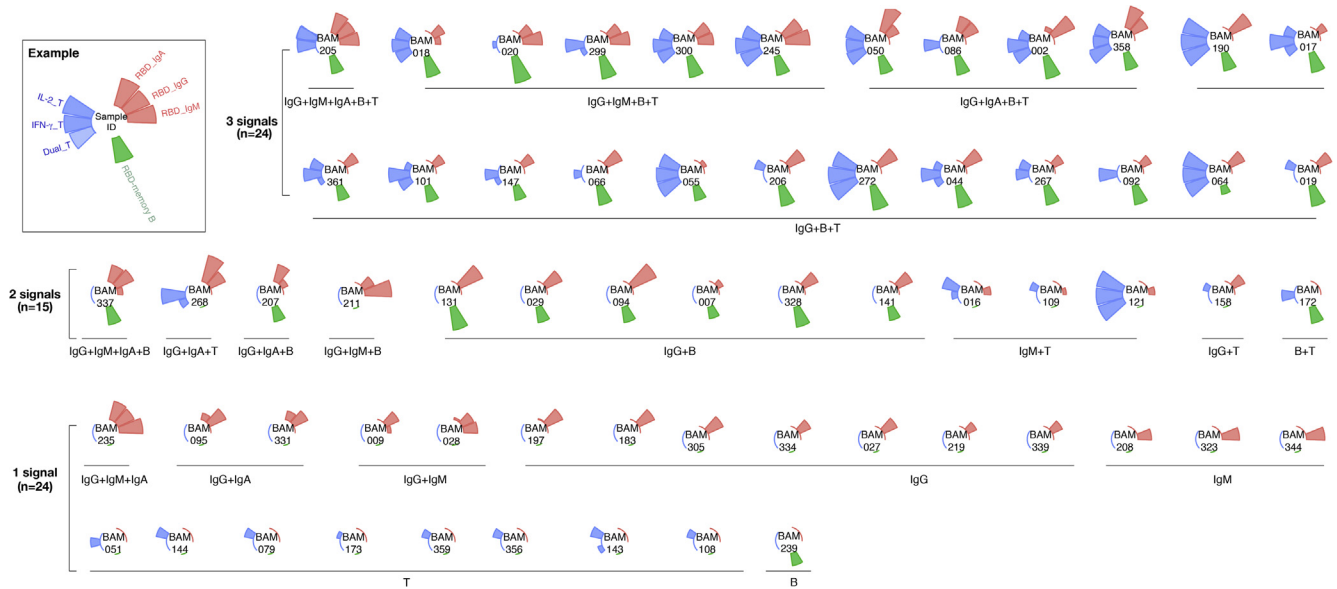 Example
RBD_IgA
RBD_IgG
RBD_IgM
IL-2_T
IFN-γ_T
Dual_T
Sample
ID
RBD-memory B
3 signals
(n=24)
BAM
205
BAM
018
BAM
020
BAM
299
BAM
300
BAM
245
BAM
050
BAM
086
BAM
002
BAM
358
BAM
190
BAM
017
IgG+IgM+IgA+B+T
IgG+IgM+B+T
IgG+IgA+B+T
BAM
361
BAM
101
BAM
147
BAM
066
BAM
055
BAM
206
BAM
272
BAM
044
BAM
267
BAM
092
BAM
064
BAM
019
IgG+B+T
2 signals
(n=15)
BAM
337
BAM
268
BAM
207
BAM
211
BAM
131
BAM
029
BAM
094
BAM
007
BAM
328
BAM
141
BAM
016
BAM
109
BAM
121
BAM
158
BAM
172
IgG+IgM+IgA+B
IgG+IgA+T
IgG+IgA+B
IgG+IgM+B
IgG+B
IgM+T
IgG+T
B+T
1 signal
(n=24)
BAM
235
BAM
095
BAM
331
BAM
009
BAM
028
BAM
197
BAM
183
BAM
305
BAM
334
BAM
027
BAM
219
BAM
339
BAM
208
BAM
323
BAM
344
IgG+IgM+IgA
IgG+IgA
IgG+IgM
IgG
IgM
BAM
051
BAM
144
BAM
079
BAM
173
BAM
359
BAM
356
BAM
143
BAM
108
BAM
239
T
B